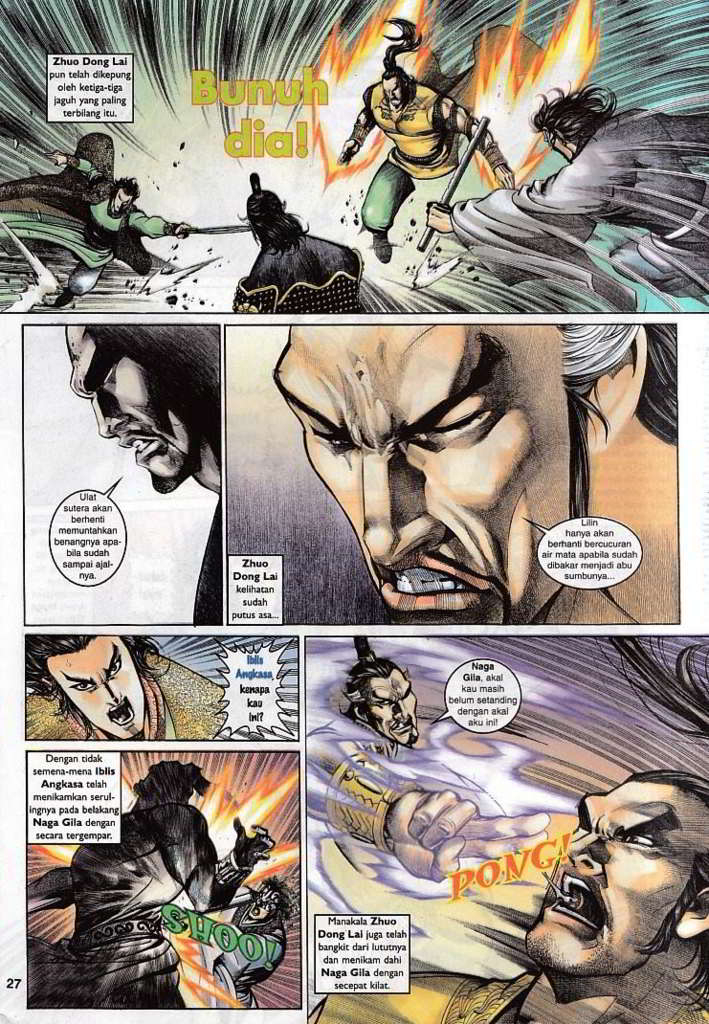 Zhuo Dong Lai
pun telah dikepung
oleh ketiga-tiga
jaguh yang paling
terbilang itu.
Bunuh
dia!
Ulat
sutera akan
berhenti
memuntahkan
benangnya apa-
bila sudah
sampai ajal-
nya.
Zhuo
Dong Lai
kelihatan
sudah
putus asa...
Lilin
hanya akan
berhanti bercucuran
air mata apabila sudah
dibakar menjadi abu
sumbunya...
Iblis
Angkasa,
kenapa
kau
ini!?
Naga
Gila, akal
kau masih
belum setanding
dengan akal
aku ini!
Dengan tidak
semena-mena Iblis
Angkasa telah
menikamkan serul-
ingnya pada belakang
Naga Gila dengan
secara tergempar.
SHOO!
PONG!
Manakala Zhuo
Dong Lai juga telah
bangkit dari lututnya
dan menikam dahi
Naga Gila dengan
secepat kilat.
27